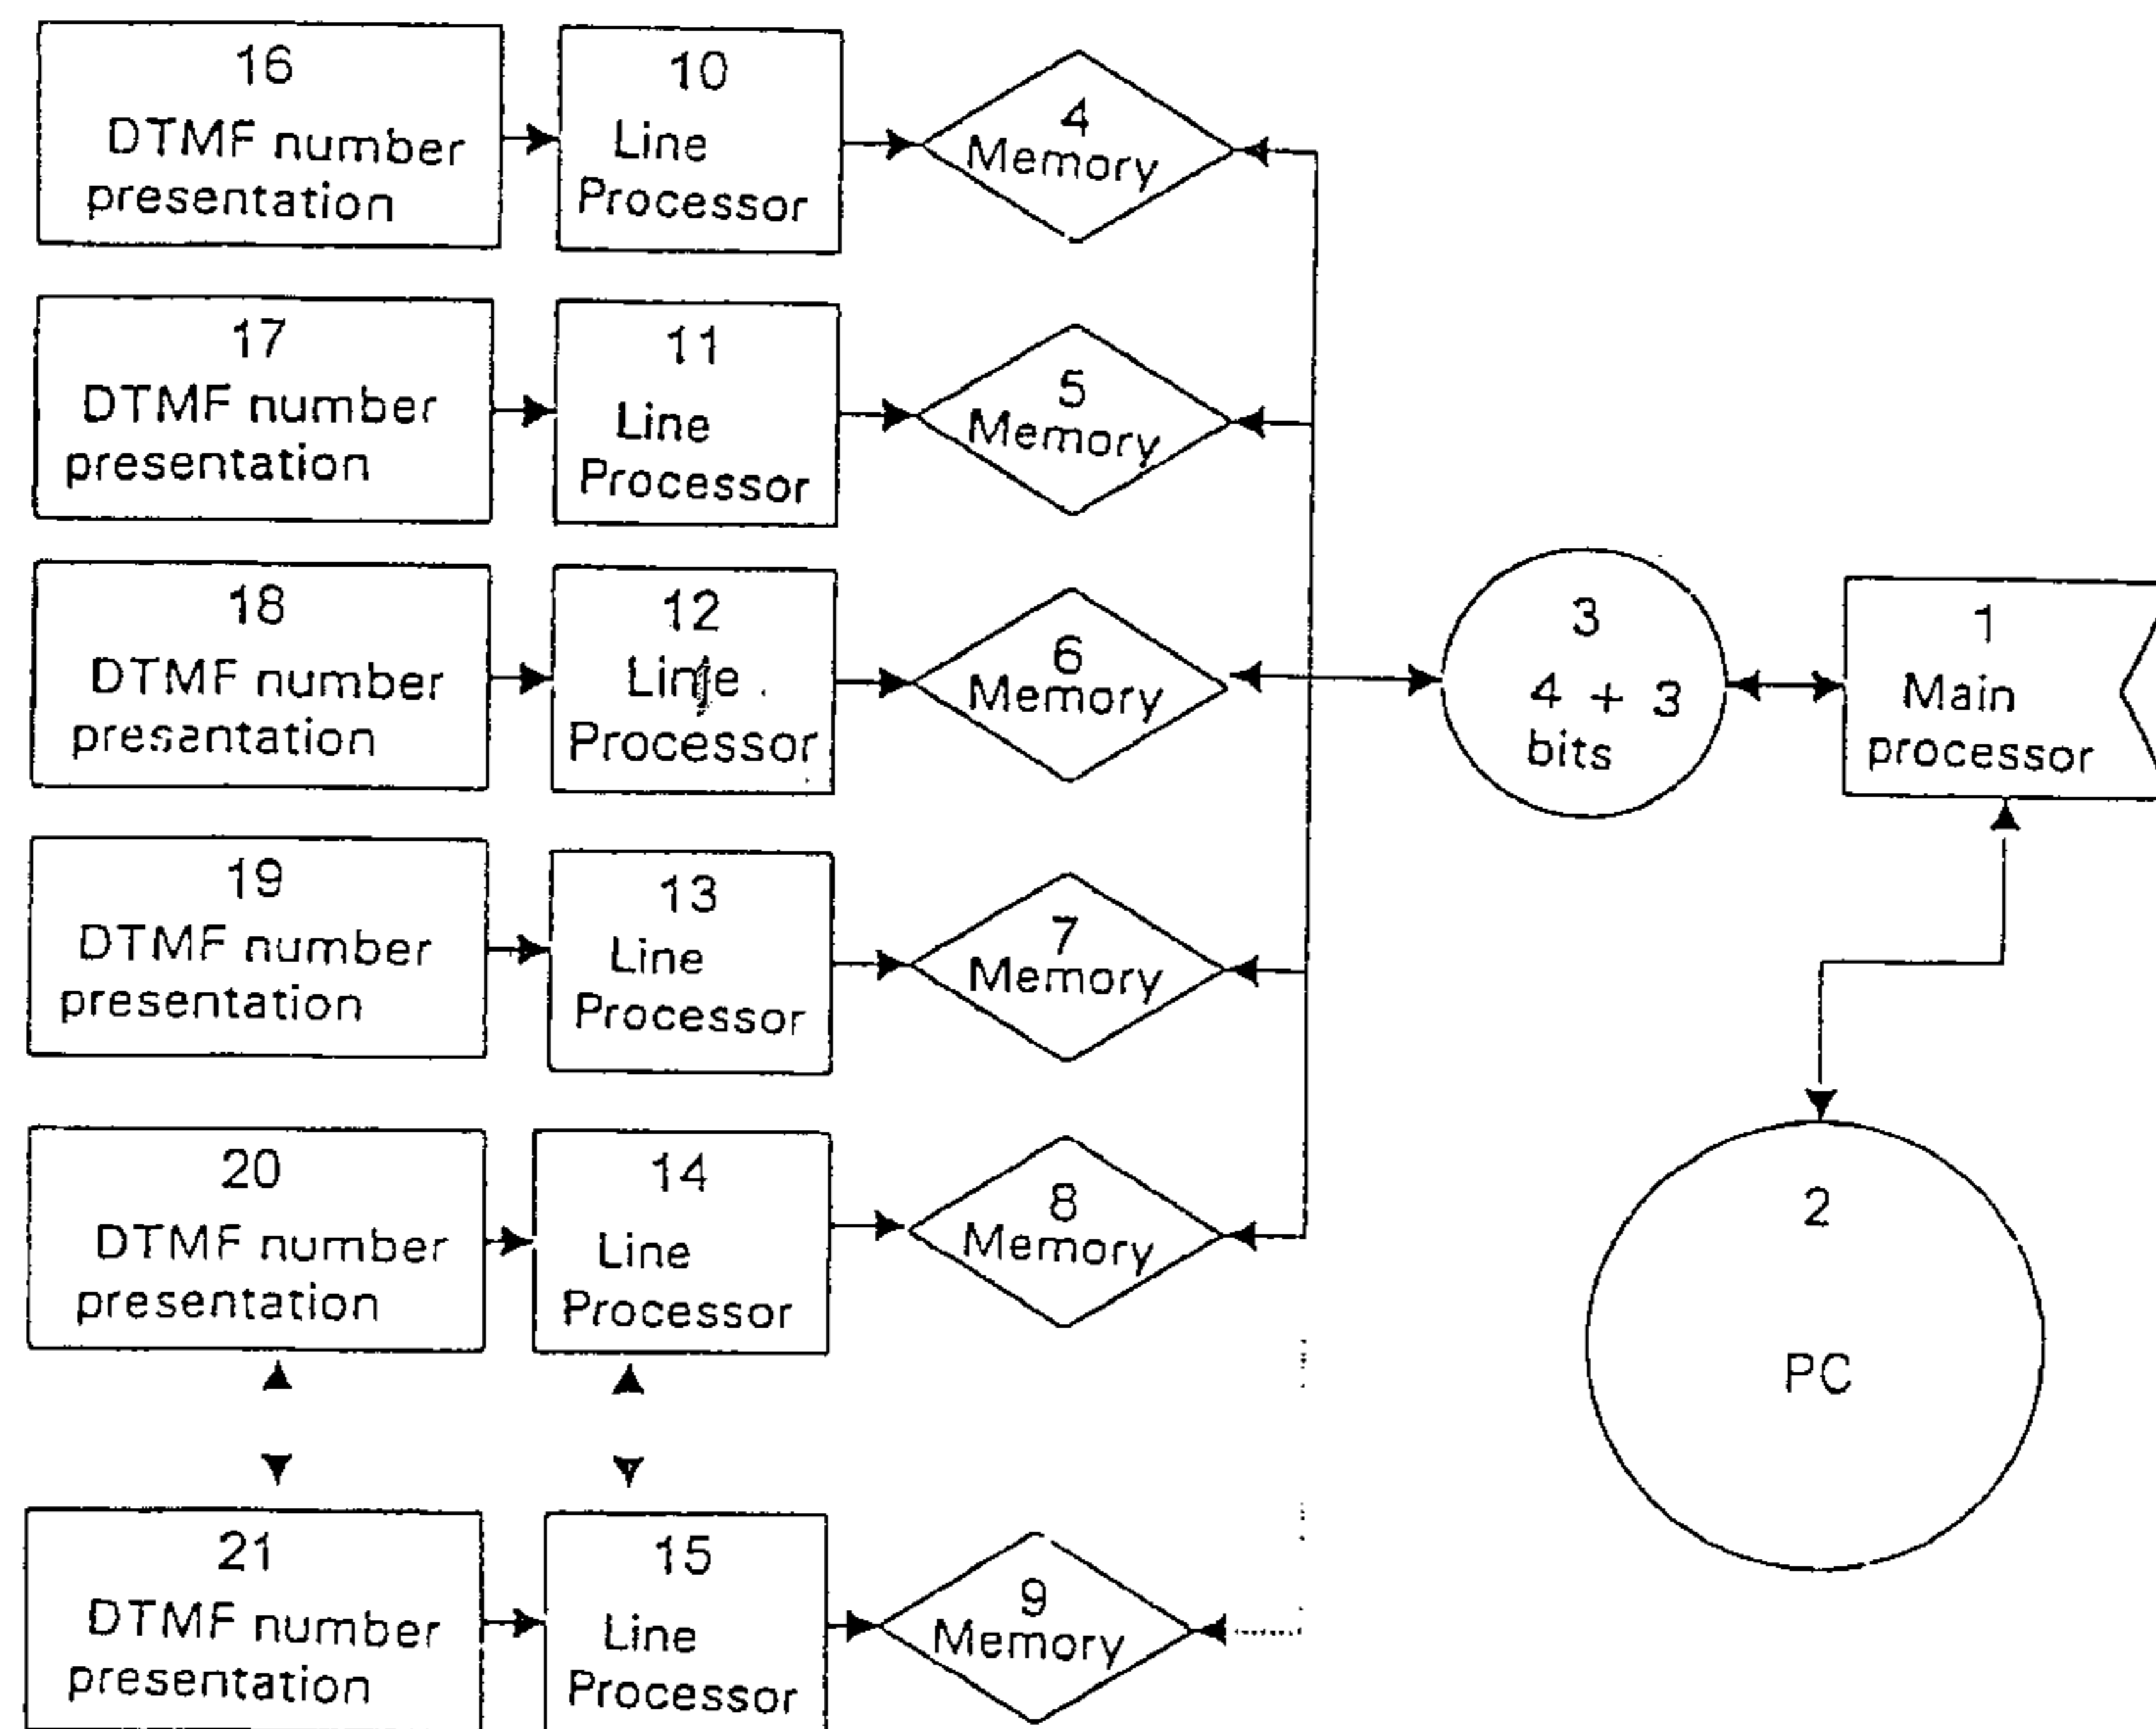 16
DTMF number
presentation
10
Line
Processor
4
Memory
17
DTMF number
presentation
11
Line
Processor
5
Memory
18
DTMF number
presentation
12
Line
Processor
6
Memory
3
4 + 3
bits
1
Main
processor
19
DTMF number
presentation
13
Line
Processor
7
Memory
20
DTMF number
presentation
14
Line
Processor
8
Memory
2
PC
21
DTMF number
presentation
15
Line
Processor
9
Memory